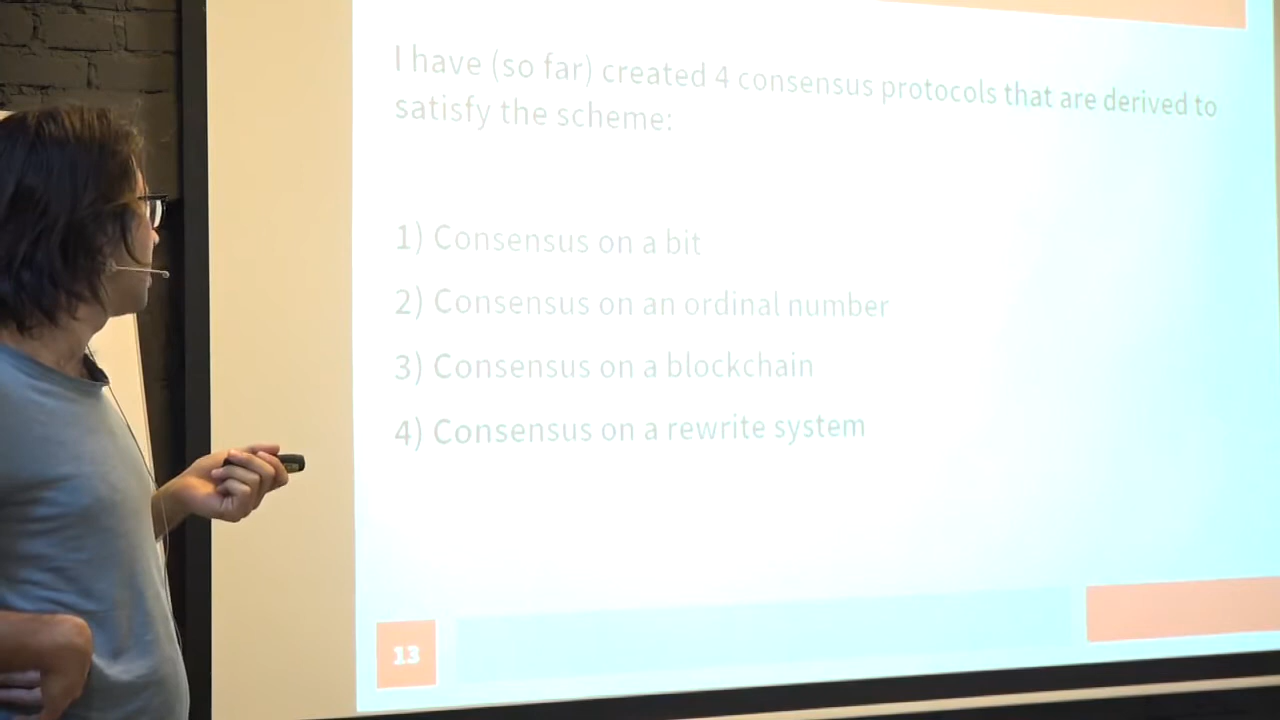 I have (so far) created 4 consensus protocols that are derived to
satisfy the scheme:
1) Consensus on a bit
2) Consensus on an ordinal number
3) Consensus on a blockchain
4) Consensus on a rewrite system
13